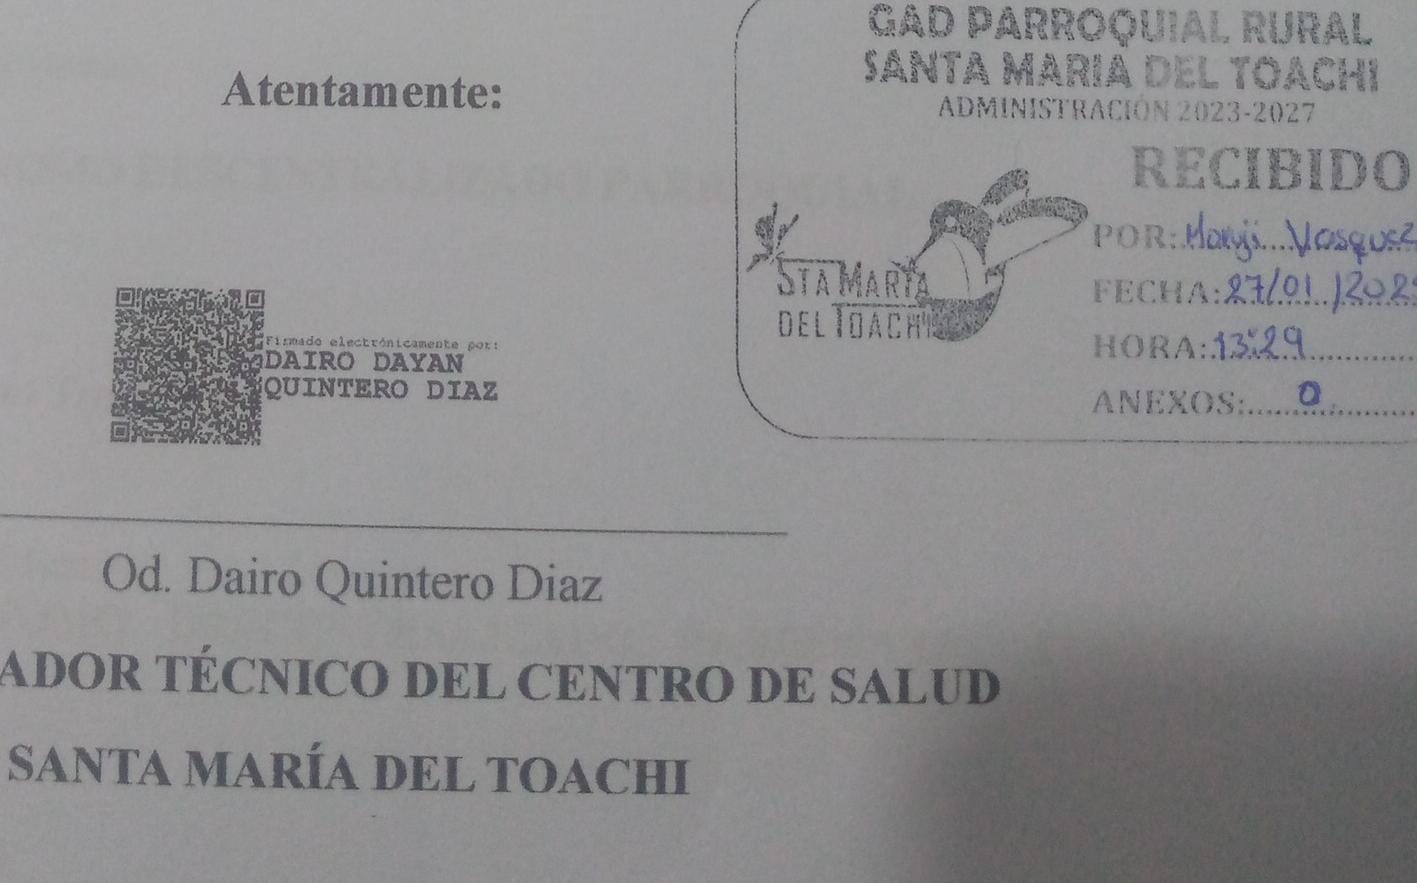 Atentamente:
Firmado electrónicamente por:
DAIRO DAYAN
QUINTERO DIAZ
Od. Dairo Quintero Diaz
ADOR TÉCNICO DEL CENTRO DE SALUD
SANTA MARÍA DEL TOACHI
GAD PARROQUIAL RURAL
SANTA MARIA DEL TOACHI
ADMINISTRACIÓN 2023-2027
RECIBIDO
STA MARÍA
DEL TOACHI
POR: Vasquez
FECHA: 27/01/202
HORA: 13:29
ANEXOS: 0